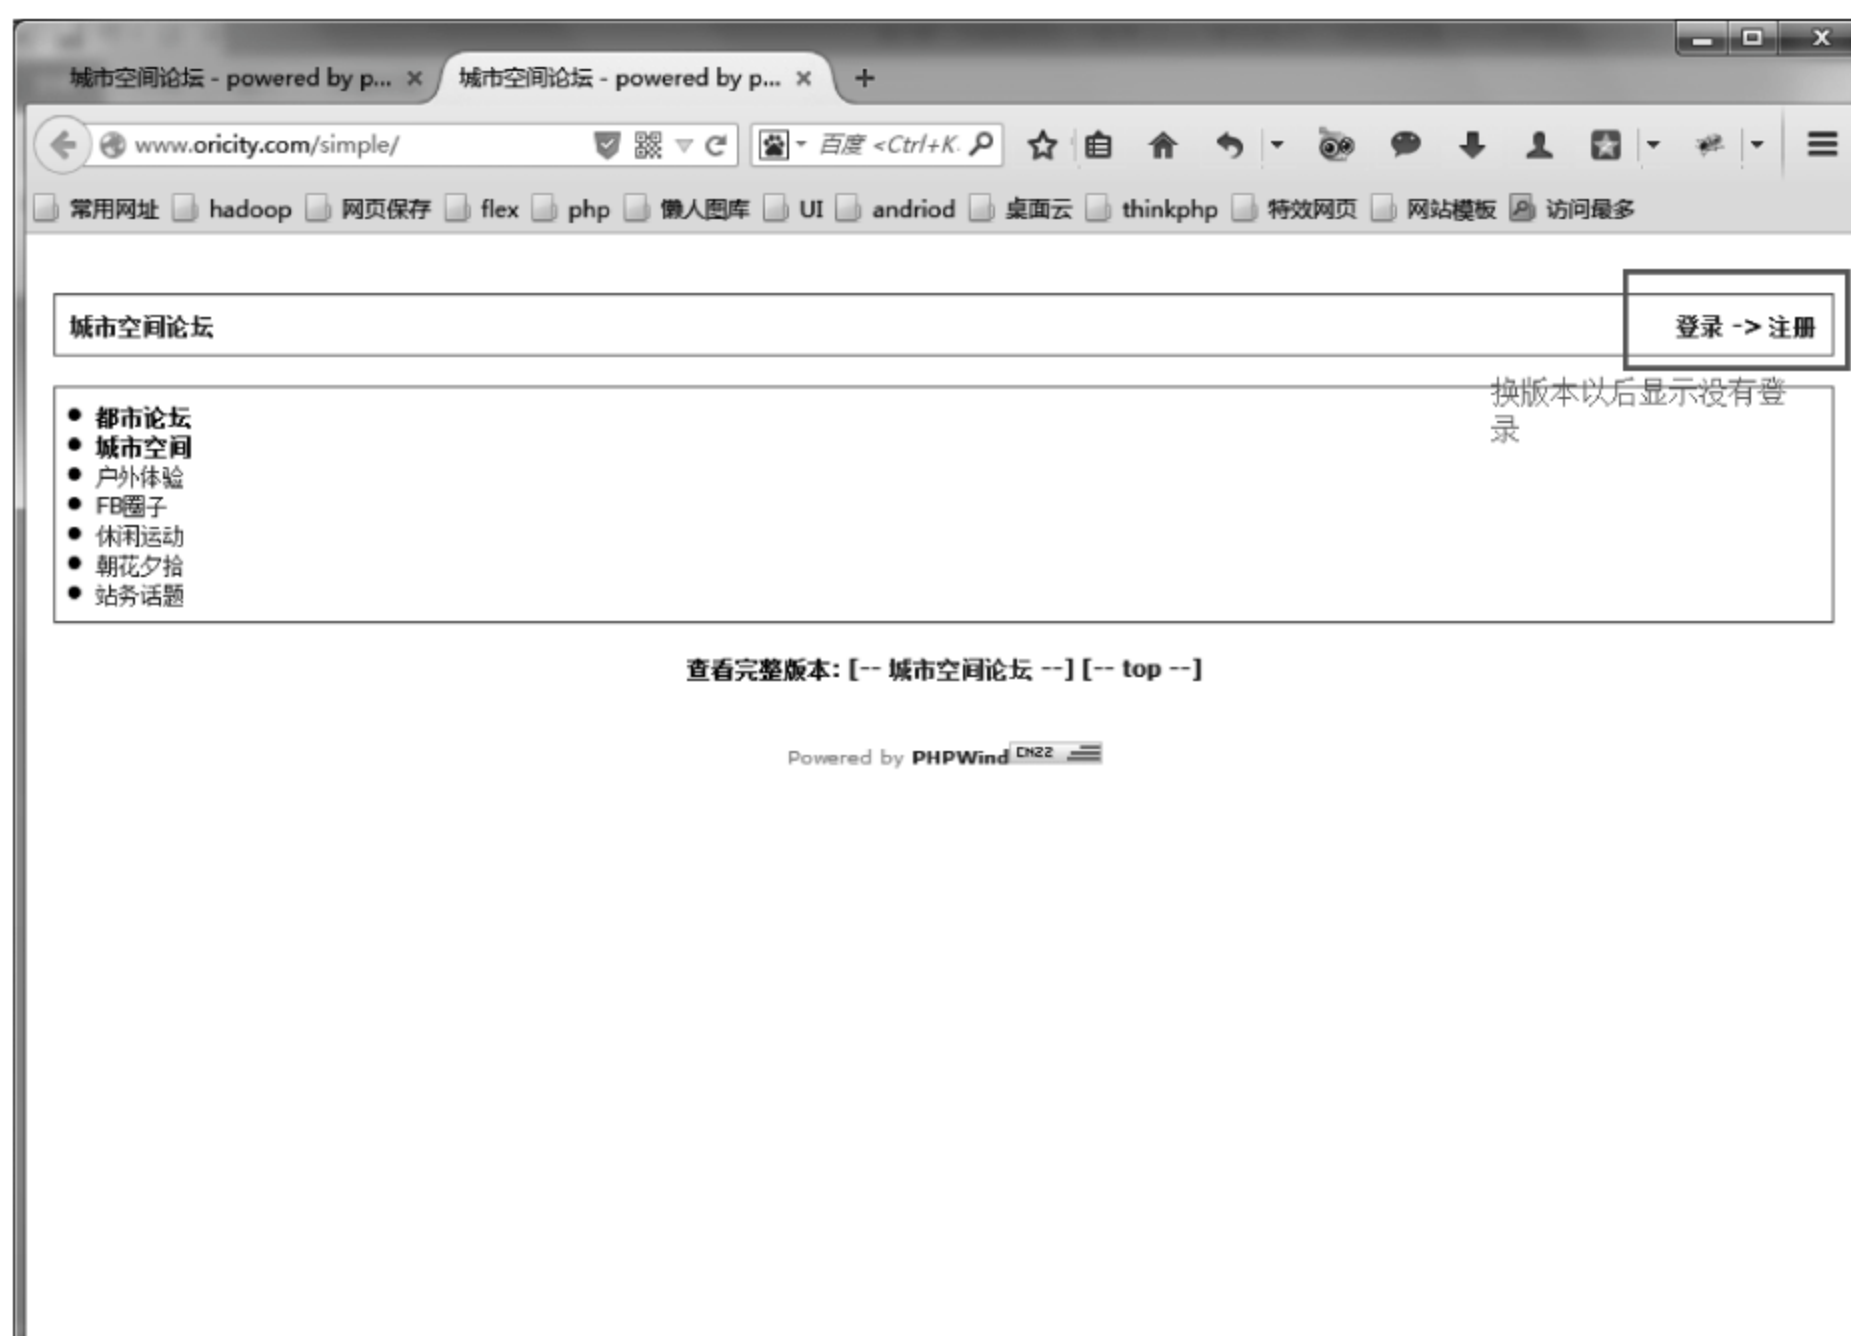 城市空间论坛 - powered by p... 城市空间论坛 - powered by p...
www.oricity.com/simple/ 百度 <Ctrl+K.
常用网址 hadoop 网页保存 flex php 懒人图库 UI andriod 桌面云 thinkphp 特效网页 网站模板 访问最多
城市空间论坛 登录 -> 注册
换版本以后显示没有登
录
都市论坛
城市空间
户外体验
FB圈子
休闲运动
朝花夕拾
站务话题
查看完整版本: [-- 城市空间论坛 --] [-- top --]
Powered by PHPWind CN22